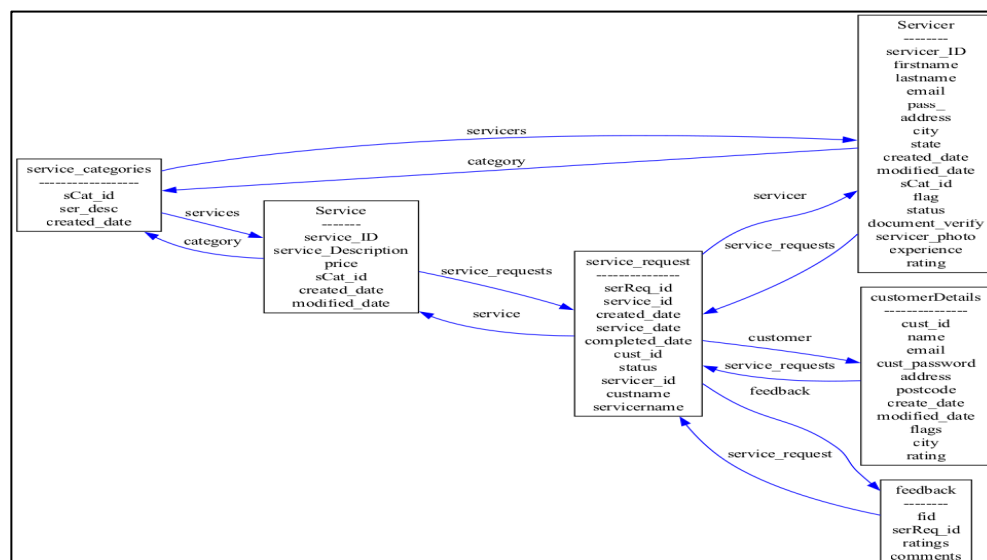 Servicer
--------
servicer_ID
firstname
lastname
email
pass_
address
city
state
created_date
modified_date
sCat_id
flag
status
document_verify
servicer_photo
experience
rating
servicers
category
service_categories
------------------
sCat_id
ser_desc
created_date
services
category
Service
-------
service_ID
service_Description
price
sCat_id
created_date
modified_date
service_requests
service
servicer
service_requests
service_request
---------------
serReq_id
service_id
created_date
service_date
completed_date
cust_id
status
servicer_id
custname
servicername
customer
service_requests
feedback
service_request
customerDetails
---------------
cust_id
name
email
cust_password
address
postcode
create_date
modified_date
flags
city
rating
feedback
--------
fid
serReq_id
ratings
comments